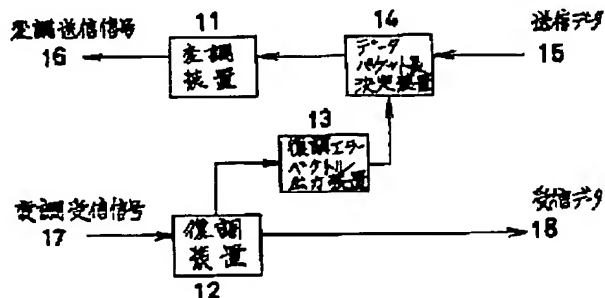 変調送信信号
16
11
変調
装置
14
データ
パケット長
決定装置
送信データ
15
13
復調エラー
ベクトル
出力装置
変調受信信号
17
復調
装置
12
受信データ
18